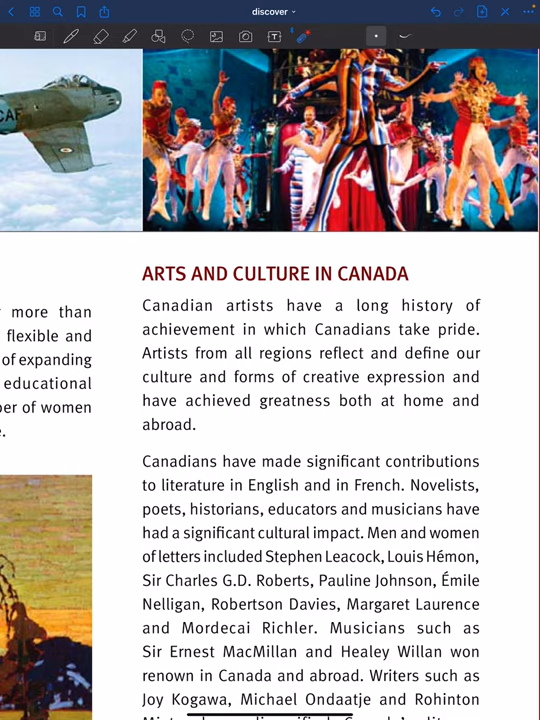 discover
CAF
ARTS AND CULTURE IN CANADA
more than
flexible and
of expanding
educational
ber of women
e.
Canadian artists have a long history of
achievement in which Canadians take pride.
Artists from all regions reflect and define our
culture and forms of creative expression and
have achieved greatness both at home and
abroad.
Canadians have made significant contributions
to literature in English and in French. Novelists,
poets, historians, educators and musicians have
had a significant cultural impact. Men and women
of letters included Stephen Leacock, Louis Hémon,
Sir Charles G.D. Roberts, Pauline Johnson, Émile
Nelligan, Robertson Davies, Margaret Laurence
and Mordecai Richler. Musicians such as
Sir Ernest MacMillan and Healey Willan won
renown in Canada and abroad. Writers such as
Joy Kogawa, Michael Ondaatje and Rohinton